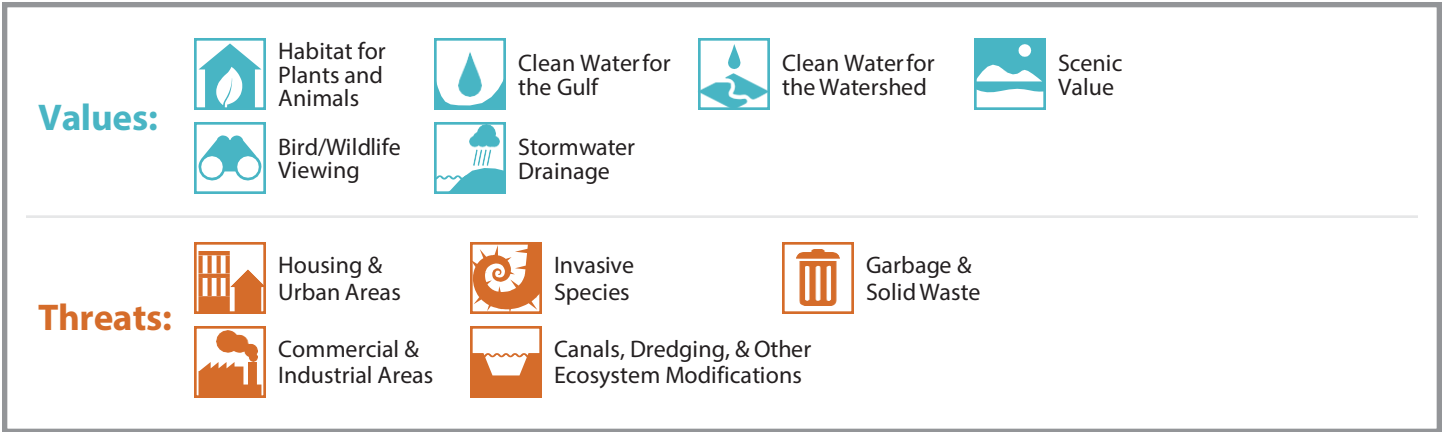 Values:
Habitat for
Plants and
Animals
Clean Water for
the Gulf
Clean Water for
the Watershed
Scenic
Value
Bird/Wildlife
Viewing
Stormwater
Drainage
Threats:
Housing &
Urban Areas
Invasive
Species
Garbage &
Solid Waste
Commercial &
Industrial Areas
Canals, Dredging, & Other
Ecosystem Modifications